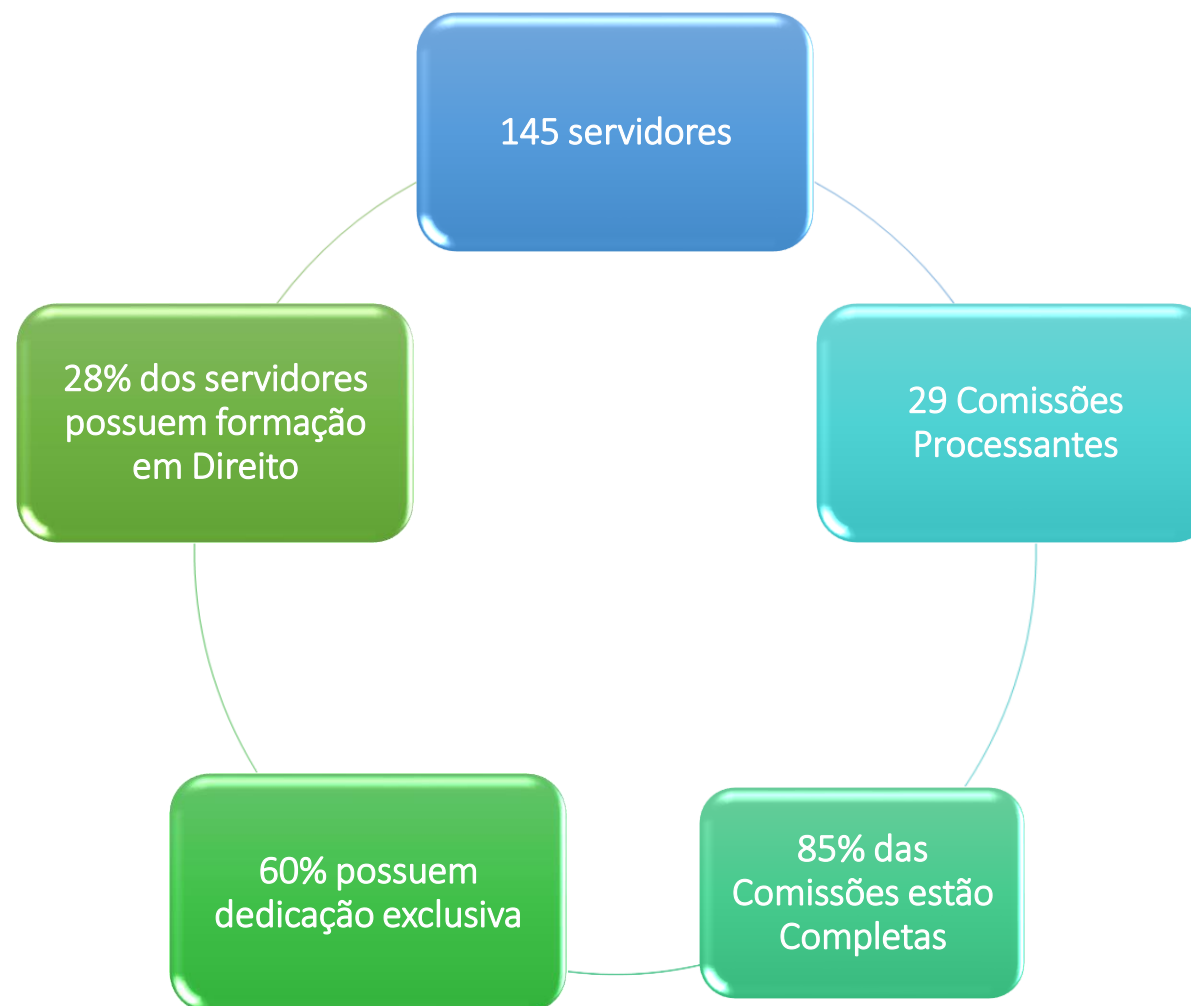 145 servidores
29 Comissões
Processantes
85% das
Comissões estão
Completas
60% possuem
dedicação exclusiva
28% dos servidores
possuem formação
em Direito